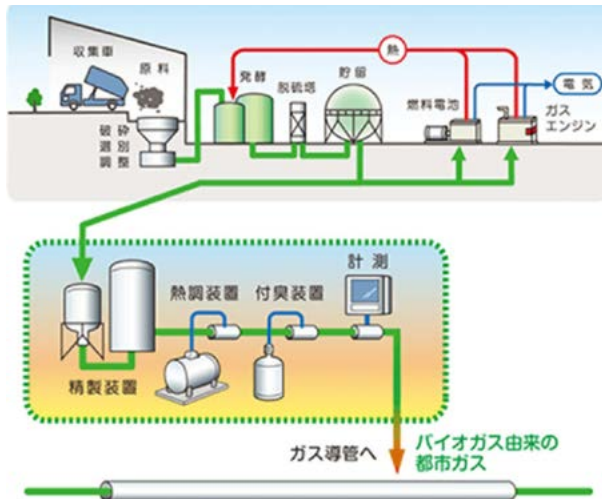 収集車
原料
破砕
選別
調整
発酵
脱硫塔
貯留
熱
燃料電池
電気
ガス
エンジン
精製装置
熱調装置
付臭装置
計測
ガス導管へ
バイオガス由来の
都市ガス